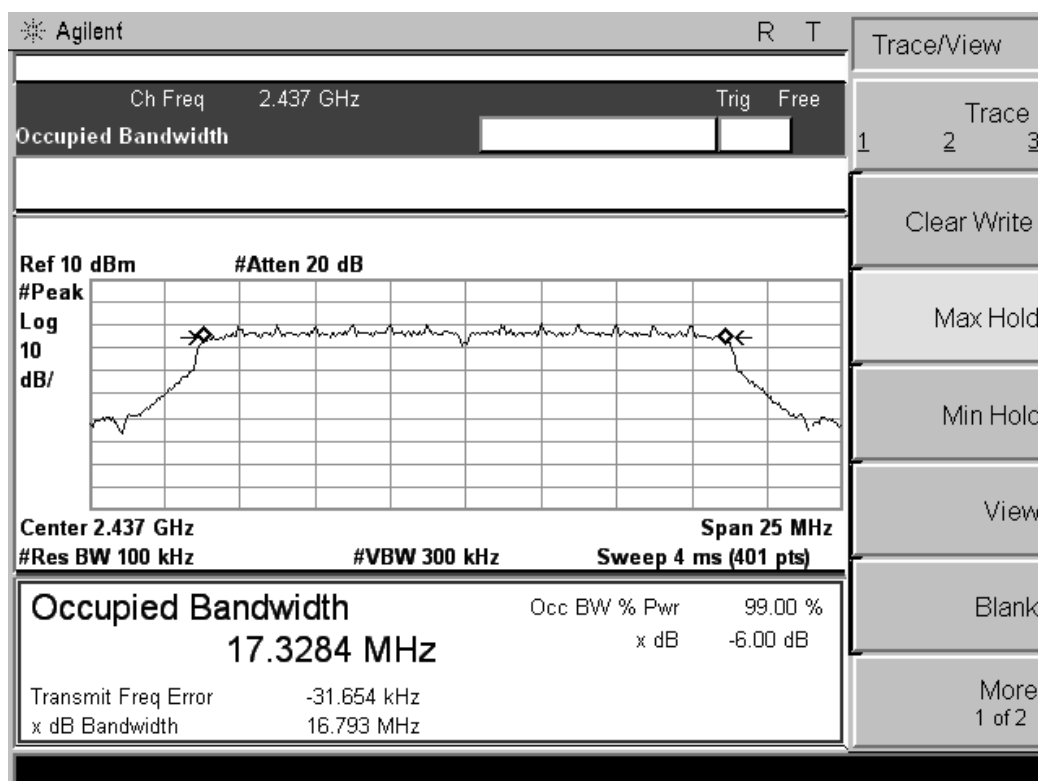 Agilent R T
Trace/View
Ch Freq 2.437 GHz Trig Free
Occupied Bandwidth
Trace
1 2 3
Clear Write
Ref 10 dBm #Atten 20 dB
#Peak
Log
10
dB/
Max Hold
Min Hold
View
Center 2.437 GHz Span 25 MHz
#Res BW 100 kHz #VBW 300 kHz Sweep 4 ms (401 pts)
Occupied Bandwidth Occ BW % Pwr 99.00 %
17.3284 MHz x dB -6.00 dB
Blank
Transmit Freq Error -31.654 kHz
x dB Bandwidth 16.793 MHz
More
1 of 2